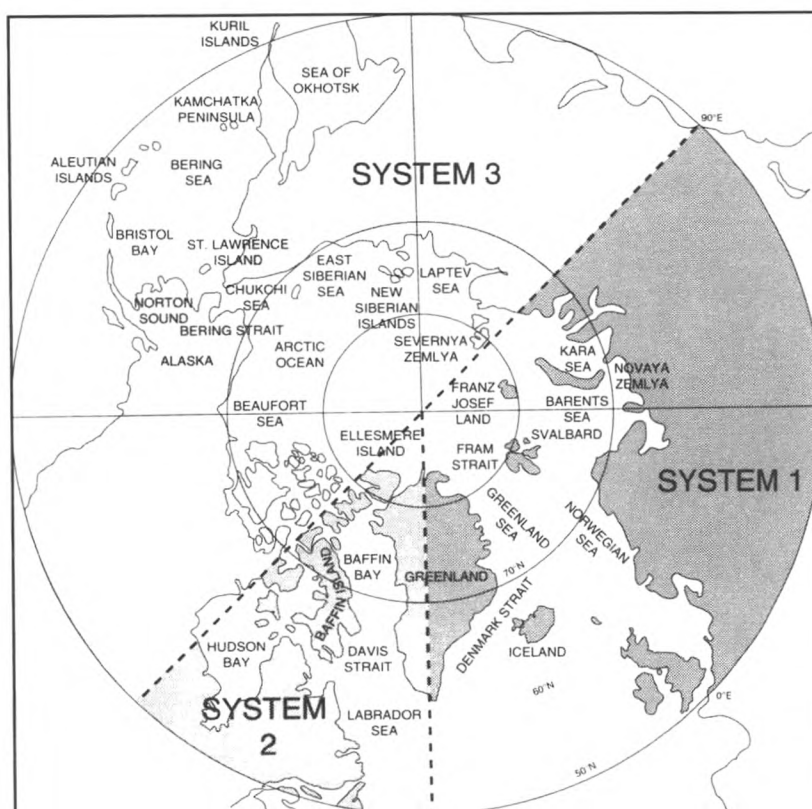 KURIL
ISLANDS
SEA OF
OKHOTSK
KAMCHATKA
PENINSULA
90°E
ALEUTIAN
ISLANDS
BERING
SEA
SYSTEM 3
BRISTOL
BAY
ST. LAWRENCE
ISLAND
EAST
SIBERIAN
SEA
LAPTEV
SEA
CHUKCHI
SEA
NEW
SIBERIAN
ISLANDS
NORTON
SOUND
BERING STRAIT
ARCTIC
OCEAN
SEVERNYA
ZEMLYA
KARA
SEA
ALASKA
NOVAYA
ZEMLYA
FRANZ
JOSEF
LAND
BARENTS
SEA
BEAUFORT
SEA
ELLESMERE
ISLAND
SVALBARD
FRAM
STRAIT
SYSTEM 1
GREENLAND
SEA
NORWEGIAN
SEA
BAFFIN
BAY
GREENLAND
70°N
BAFFIN ISLAND
DENMARK STRAIT
HUDSON
BAY
DAVIS
STRAIT
ICELAND
60°N
0°E
SYSTEM
2
LABRADOR
SEA
50°N